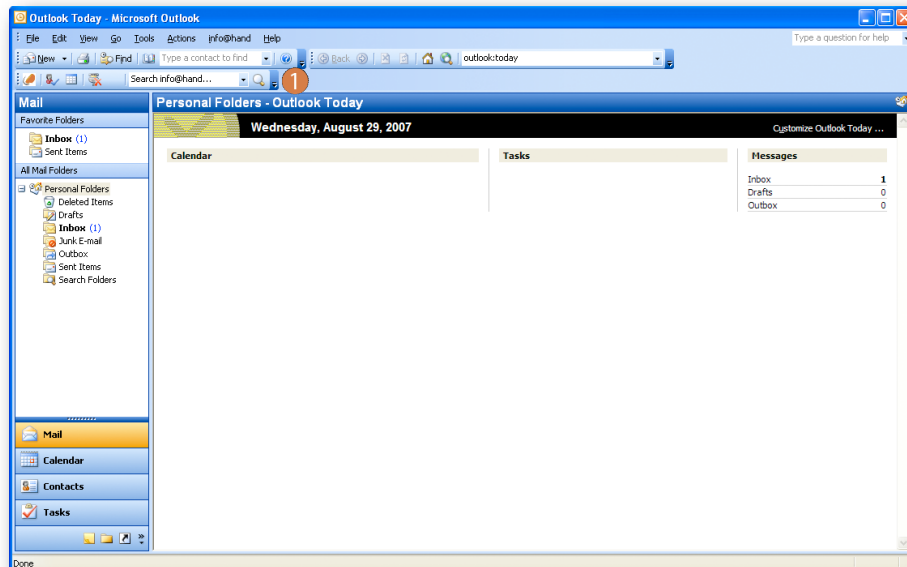 Outlook Today - Microsoft Outlook
File Edit View Go Tools Actions info@hand Help Type a question for help
New Find Type a contact to find Back outlook:today
Search info@hand... 1
Mail
Personal Folders - Outlook Today
Favorite Folders
Wednesday, August 29, 2007 Customize Outlook Today ...
Inbox (1)
Sent Items
All Mail Folders
Personal Folders
Deleted Items
Drafts
Inbox (1)
Junk E-mail
Outbox
Sent Items
Search Folders
Calendar Tasks Messages
Inbox 1
Drafts 0
Outbox 0
Mail
Calendar
Contacts
Tasks
Done